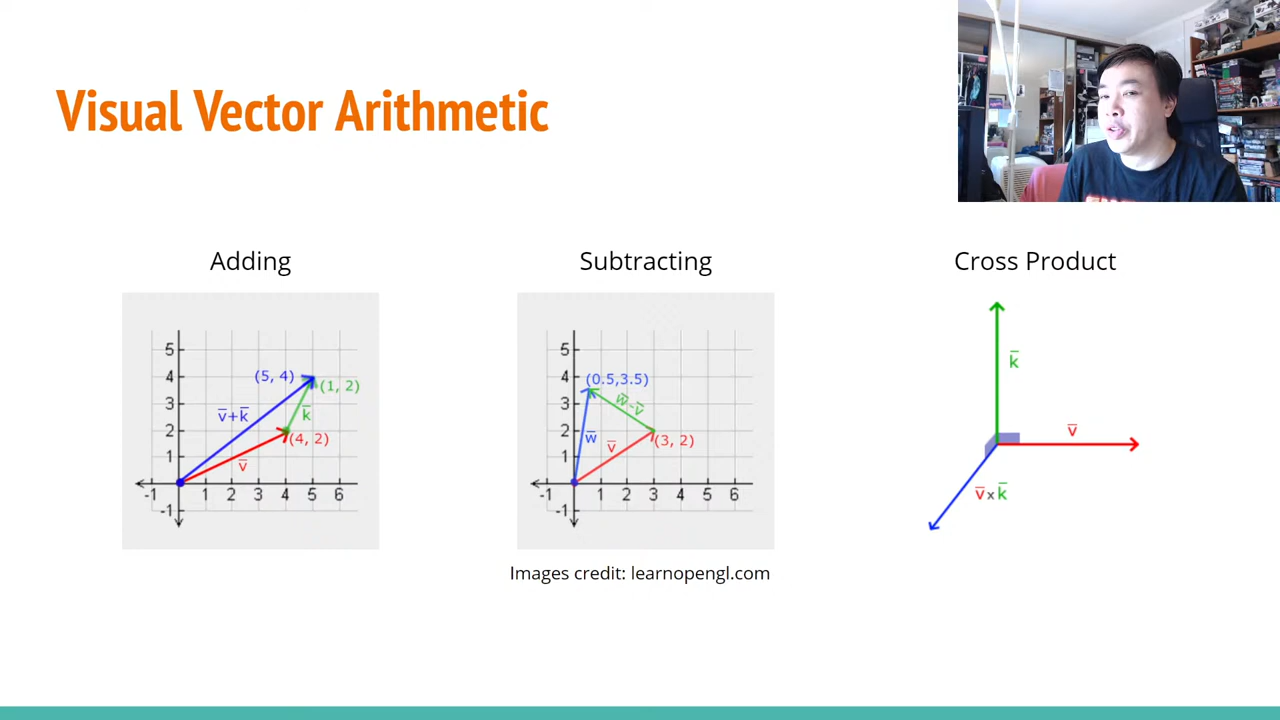 Visual Vector Arithmetic
Adding
5
4
3
2
1
-1
-1 1 2 3 4 5 6
(5, 4)
(1, 2)
v̅+k̅
k̅
(4, 2)
v̅
Subtracting
5
4
3
2
1
-1
-1 1 2 3 4 5 6
(0.5,3.5)
w̅-v̅
w̅
v̅
(3, 2)
Cross Product
k̅
v̅
v̅ x k̅
Images credit: learnopengl.com